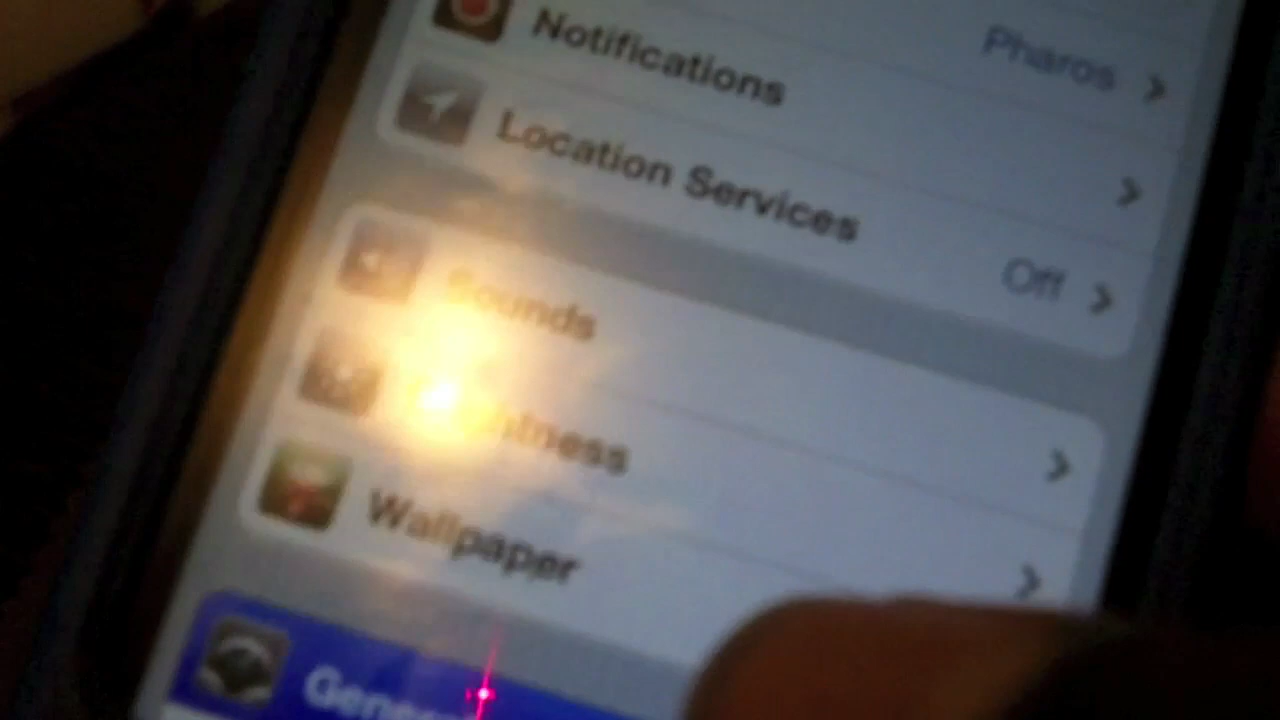 Pharos
Notifications
Location Services
Off
Sounds
Wallpaper